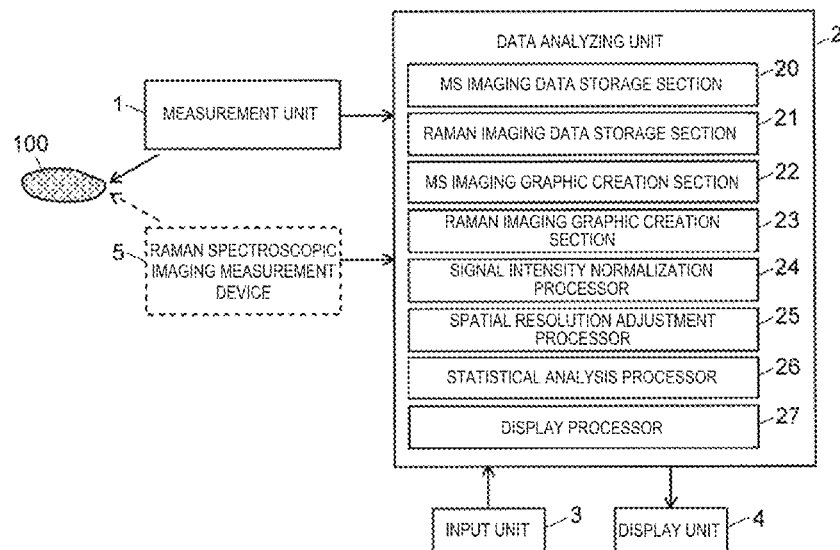 DATA ANALYZING UNIT
2
20
MS IMAGING DATA STORAGE SECTION
1
MEASUREMENT UNIT
21
RAMAN IMAGING DATA STORAGE SECTION
100
22
MS IMAGING GRAPHIC CREATION SECTION
23
RAMAN IMAGING GRAPHIC CREATION
SECTION
5
RAMAN SPECTROSCOPIC
IMAGING MEASUREMENT
DEVICE
24
SIGNAL INTENSITY NORMALIZATION
PROCESSOR
25
SPATIAL RESOLUTION ADJUSTMENT
PROCESSOR
26
STATISTICAL ANALYSIS PROCESSOR
27
DISPLAY PROCESSOR
INPUT UNIT
3
DISPLAY UNIT
4